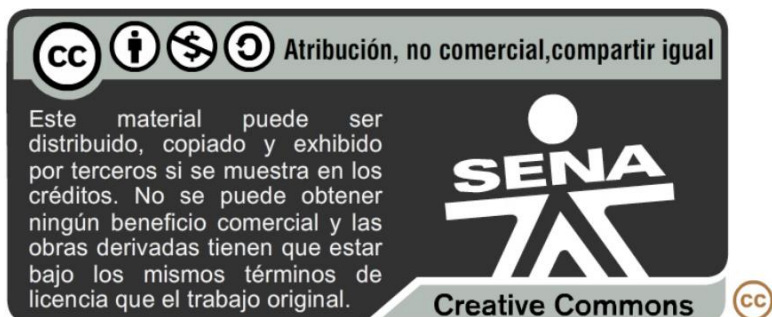 cc Atribución, no comercial,compartir igual
Este material puede ser
distribuido, copiado y exhibido
por terceros si se muestra en los
créditos. No se puede obtener
ningún beneficio comercial y las
obras derivadas tienen que estar
bajo los mismos términos de
licencia que el trabajo original.
SENA
Creative Commons
cc